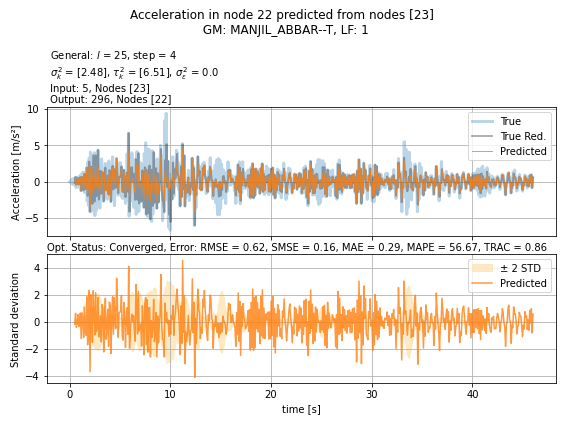 Acceleration in node 22 predicted from nodes [23]
GM: MANJIL_ABBAR--T, LF: 1
General: l = 25, step = 4
σ²ₖ = [2.48], τ²ₖ = [6.51], σ²ₑ = 0.0
Input: 5, Nodes [23]
Output: 296, Nodes [22]
Acceleration [m/s²]
10
5
0
−5
True
True Red.
Predicted
Opt. Status: Converged, Error: RMSE = 0.62, SMSE = 0.16, MAE = 0.29, MAPE = 56.67, TRAC = 0.86
Standard deviation
4
2
0
−2
−4
± 2 STD
Predicted
0 10 20 30 40
time [s]